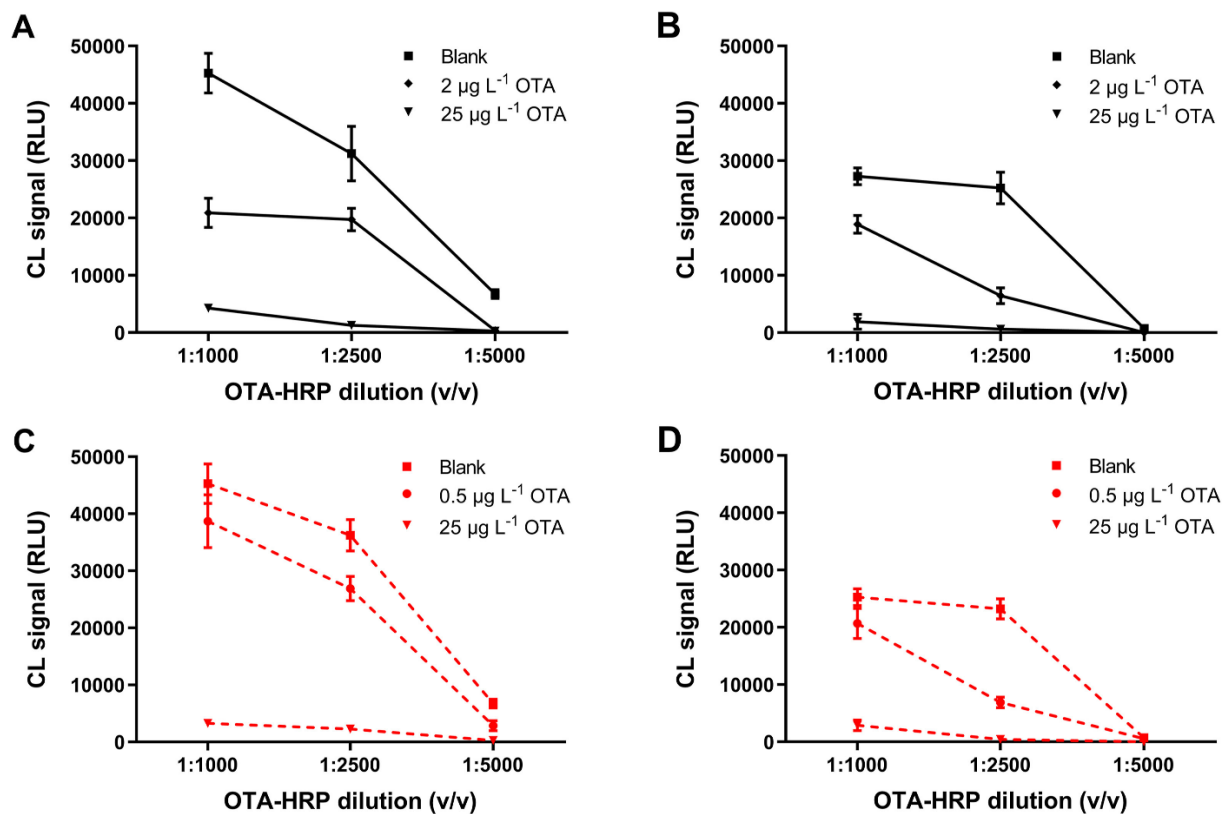 A
50000
40000
30000
20000
10000
0
CL signal (RLU)
Blank
2 µg L⁻¹ OTA
25 µg L⁻¹ OTA
1:1000 1:2500 1:5000
OTA-HRP dilution (v/v)
B
50000
40000
30000
20000
10000
0
CL signal (RLU)
Blank
2 µg L⁻¹ OTA
25 µg L⁻¹ OTA
1:1000 1:2500 1:5000
OTA-HRP dilution (v/v)
C
50000
40000
30000
20000
10000
0
CL signal (RLU)
Blank
0.5 µg L⁻¹ OTA
25 µg L⁻¹ OTA
1:1000 1:2500 1:5000
OTA-HRP dilution (v/v)
D
50000
40000
30000
20000
10000
0
CL signal (RLU)
Blank
0.5 µg L⁻¹ OTA
25 µg L⁻¹ OTA
1:1000 1:2500 1:5000
OTA-HRP dilution (v/v)